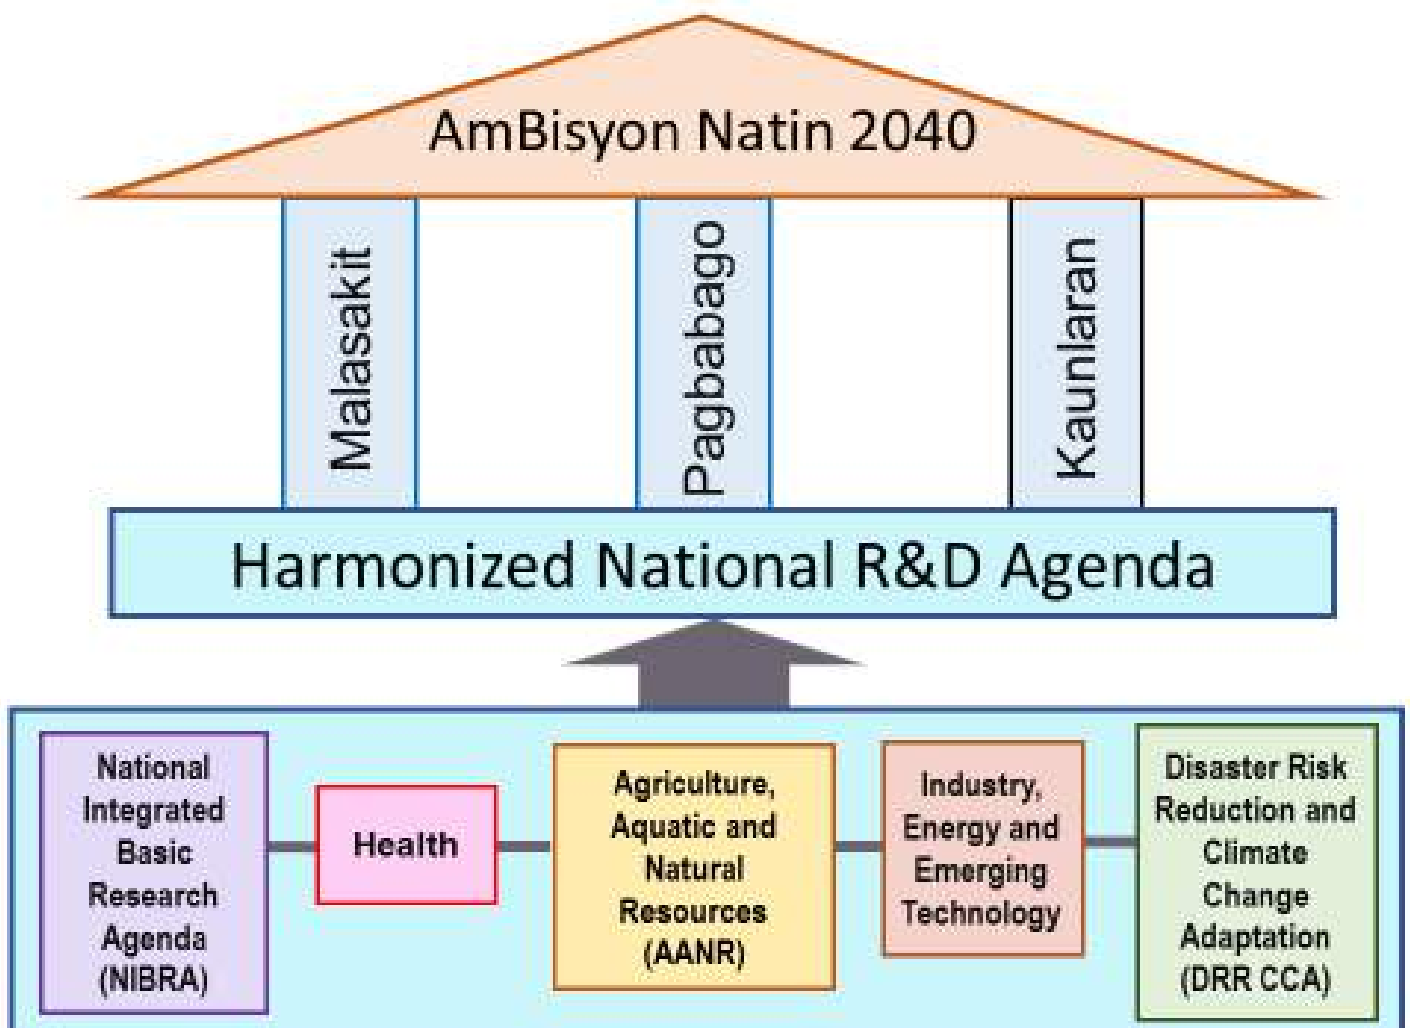 AmBisyon Natin 2040
Malasakit
Pagbabago
Kaunlaran
Harmonized National R&D Agenda
National
Integrated
Basic
Research
Agenda
(NIBRA)
Health
Agriculture,
Aquatic and
Natural
Resources
(AANR)
Industry,
Energy and
Emerging
Technology
Disaster Risk
Reduction and
Climate
Change
Adaptation
(DRR CCA)